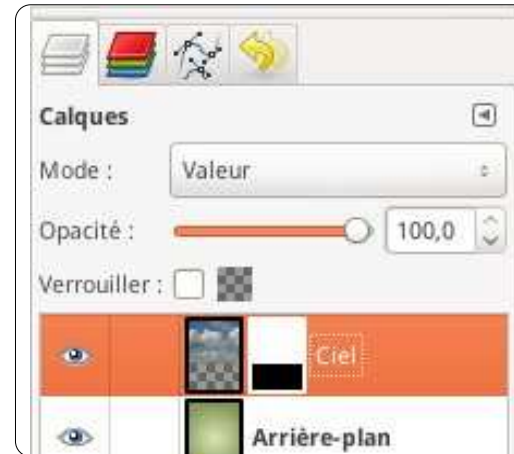 Calques
Mode : Valeur
Opacité : 100,0
Verrouiller :
Ciel
Arrière-plan